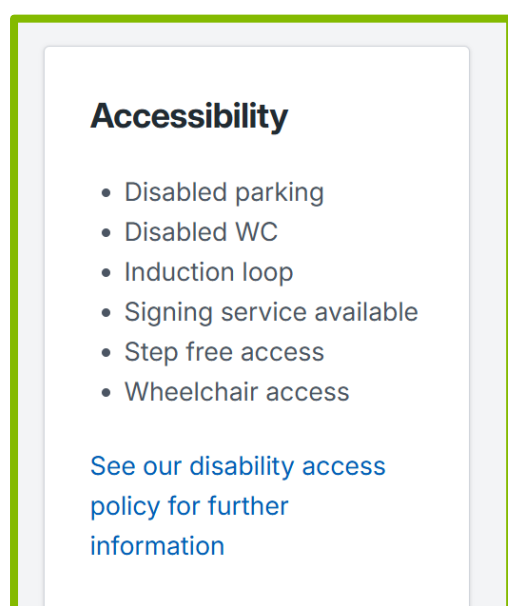 Accessibility
Disabled parking
Disabled WC
Induction loop
Signing service available
Step free access
Wheelchair access
See our disability access
policy for further
information